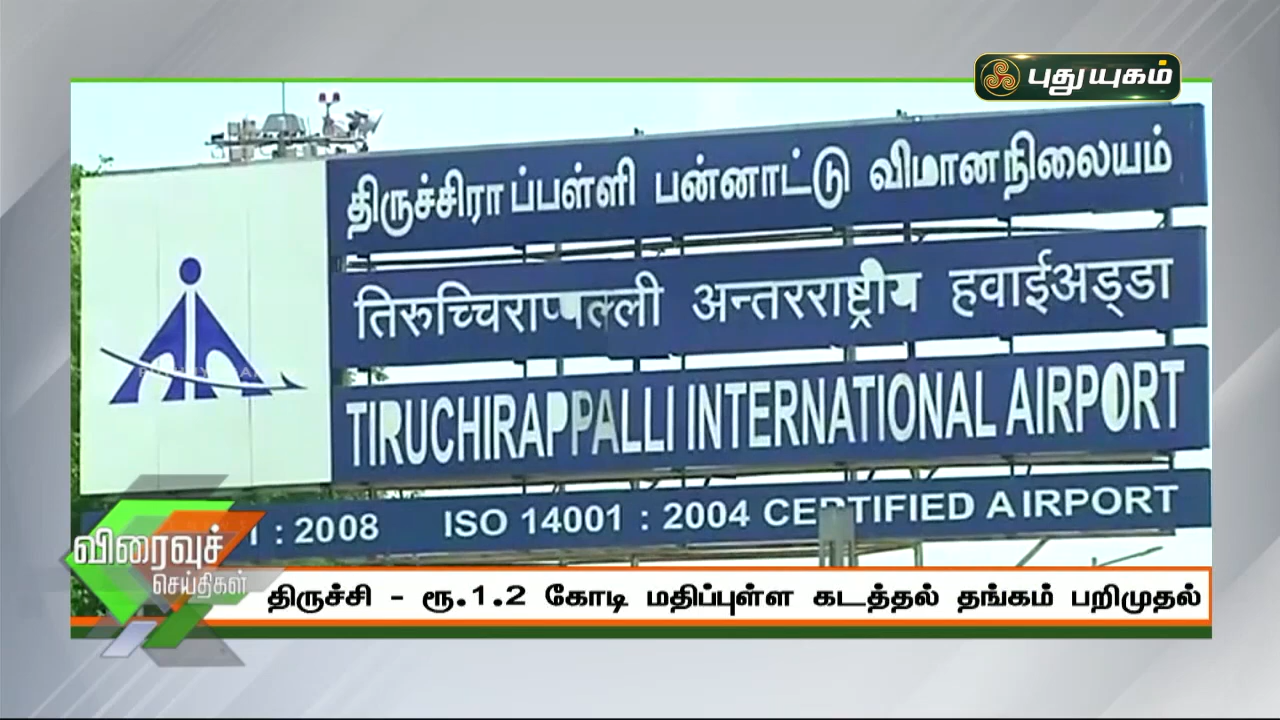 புதுயுகம்
திருச்சிராப்பள்ளி பன்னாட்டு விமானநிலையம்
तिरुच्चिराप्पल्ली अन्तरराष्ट्रीय हवाईअड्डा
TIRUCHIRAPPALLI INTERNATIONAL AIRPORT
1 : 2008 ISO 14001 : 2004 CERTIFIED AIRPORT
விரைவுச்
செய்திகள்
திருச்சி - ரூ.1.2 கோடி மதிப்புள்ள கடத்தல் தங்கம் பறிமுதல்